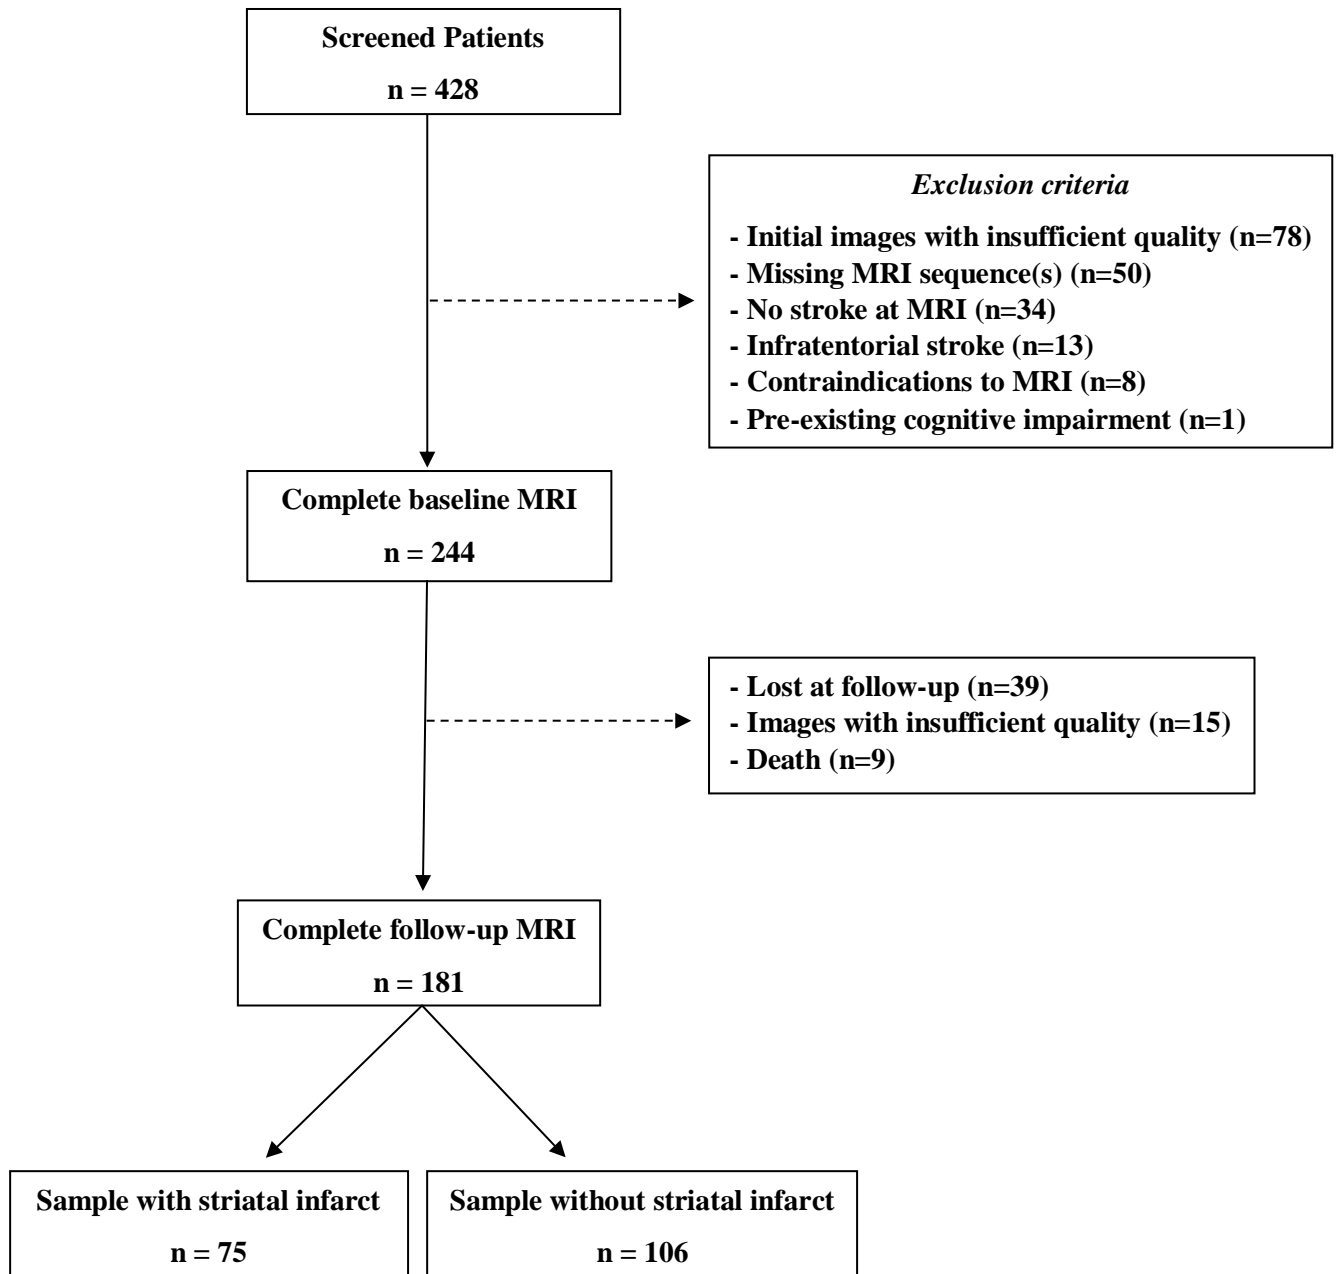 Screened Patients
n = 428
Exclusion criteria
- Initial images with insufficient quality (n=78)
- Missing MRI sequence(s) (n=50)
- No stroke at MRI (n=34)
- Infratentorial stroke (n=13)
- Contraindications to MRI (n=8)
- Pre-existing cognitive impairment (n=1)
Complete baseline MRI
n = 244
- Lost at follow-up (n=39)
- Images with insufficient quality (n=15)
- Death (n=9)
Complete follow-up MRI
n = 181
Sample with striatal infarct
n = 75
Sample without striatal infarct
n = 106